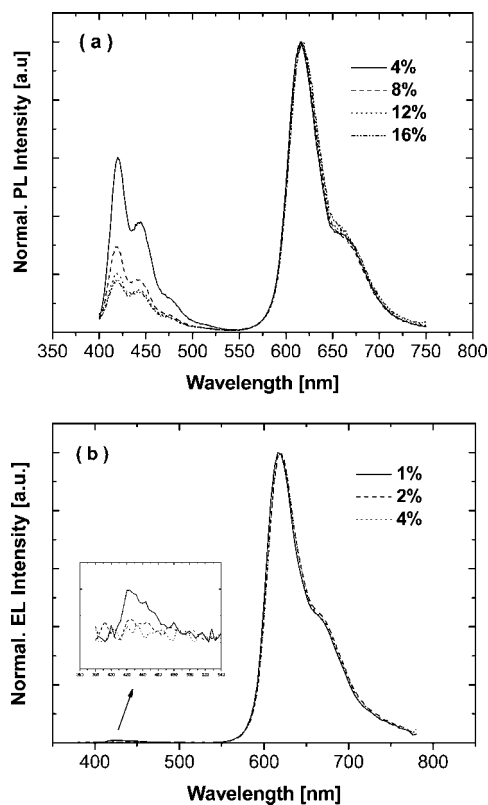 ( a )
4%
8%
12%
16%
Normal. PL Intensity [a.u]
350 400 450 500 550 600 650 700 750 800
Wavelength [nm]
( b )
1%
2%
4%
Normal. EL Intensity [a.u.]
400 500 600 700 800
Wavelength [nm]